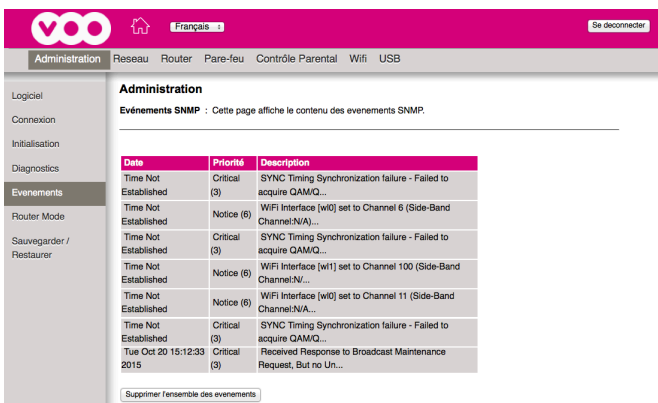 VOO
Français
Se deconnecter
Administration Reseau Router Pare-feu Contrôle Parental Wifi USB
Logiciel
Connexion
Initialisation
Diagnostics
Evenements
Router Mode
Sauvegarder /
Restaurer
Administration
Evénements SNMP : Cette page affiche le contenu des evenements SNMP.
Date Priorité Description
Time Not Critical SYNC Timing Synchronization failure - Failed to
Established (3) acquire QAM/Q...
Time Not Notice (6) WiFi Interface [wl0] set to Channel 6 (Side-Band
Established Channel:N/A)...
Time Not Critical SYNC Timing Synchronization failure - Failed to
Established (3) acquire QAM/Q...
Time Not Notice (6) WiFi Interface [wl1] set to Channel 100 (Side-Band
Established Channel:N/...
Time Not Notice (6) WiFi Interface [wl0] set to Channel 11 (Side-Band
Established Channel:N/A...
Time Not Critical SYNC Timing Synchronization failure - Failed to
Established (3) acquire QAM/Q...
Tue Oct 20 15:12:33 Critical Received Response to Broadcast Maintenance
2015 (3) Request, But no Un...
Supprimer l'ensemble des evenements